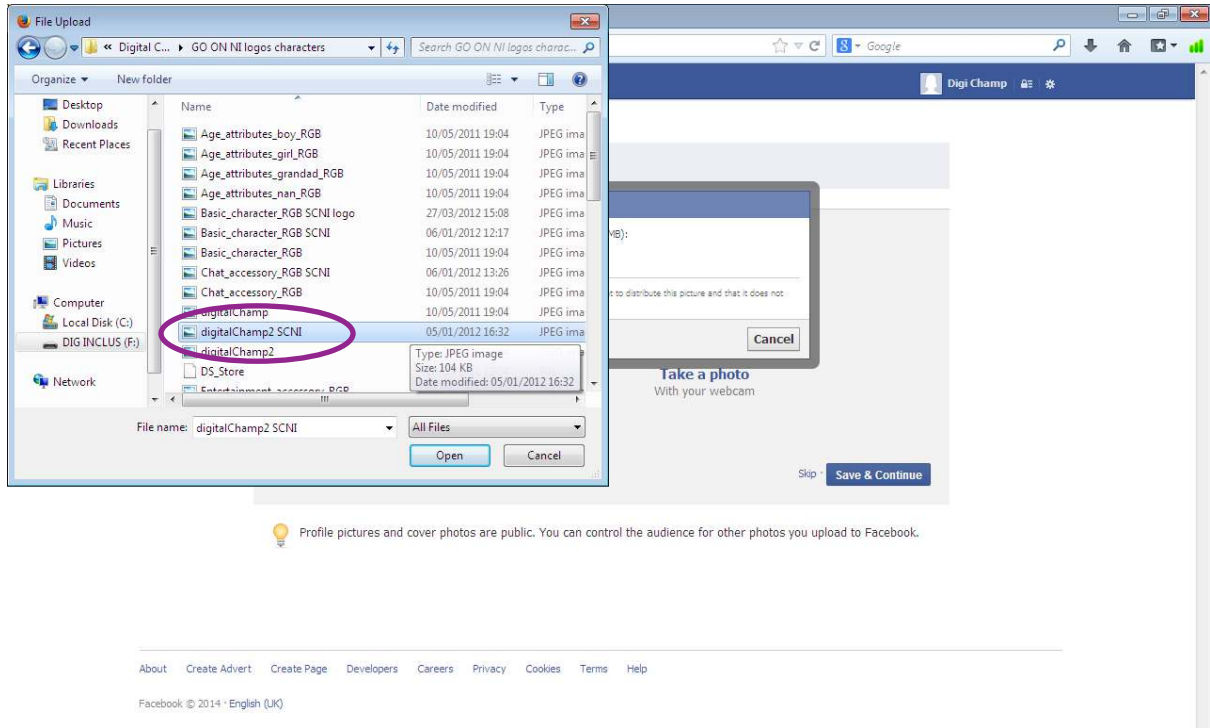 File Upload
« Digital C... ▸ GO ON NI logos characters
Search GO ON NI logos charac...
Google
Organize
New folder
Digi Champ
Desktop
Downloads
Recent Places
Libraries
Documents
Music
Pictures
Videos
Computer
Local Disk (C:)
DIG INCLUS (F:)
Network
Name Date modified Type
Age_attributes_boy_RGB 10/05/2011 19:04 JPEG ima
Age_attributes_girl_RGB 10/05/2011 19:04 JPEG ima
Age_attributes_grandad_RGB 10/05/2011 19:04 JPEG ima
Age_attributes_nan_RGB 10/05/2011 19:04 JPEG ima
Basic_character_RGB SCNI logo 27/03/2012 15:08 JPEG ima
Basic_character_RGB SCNI 06/01/2012 12:17 JPEG ima
Basic_character_RGB 10/05/2011 19:04 JPEG ima
Chat_accessory_RGB SCNI 06/01/2012 13:26 JPEG ima
Chat_accessory_RGB 10/05/2011 19:04 JPEG ima
digitalChamp 10/05/2011 19:04 JPEG ima
digitalChamp2 SCNI 05/01/2012 16:32 JPEG ima
digitalChamp2
DS_Store
Entertainment_accessory_RGB
Type: JPEG image
Size: 104 KB
Date modified: 05/01/2012 16:32
File name: digitalChamp2 SCNI
All Files
Open Cancel
MB):
t to distribute this picture and that it does not
Cancel
Take a photo
With your webcam
Skip · Save & Continue
Profile pictures and cover photos are public. You can control the audience for other photos you upload to Facebook.
About Create Advert Create Page Developers Careers Privacy Cookies Terms Help
Facebook © 2014 · English (UK)